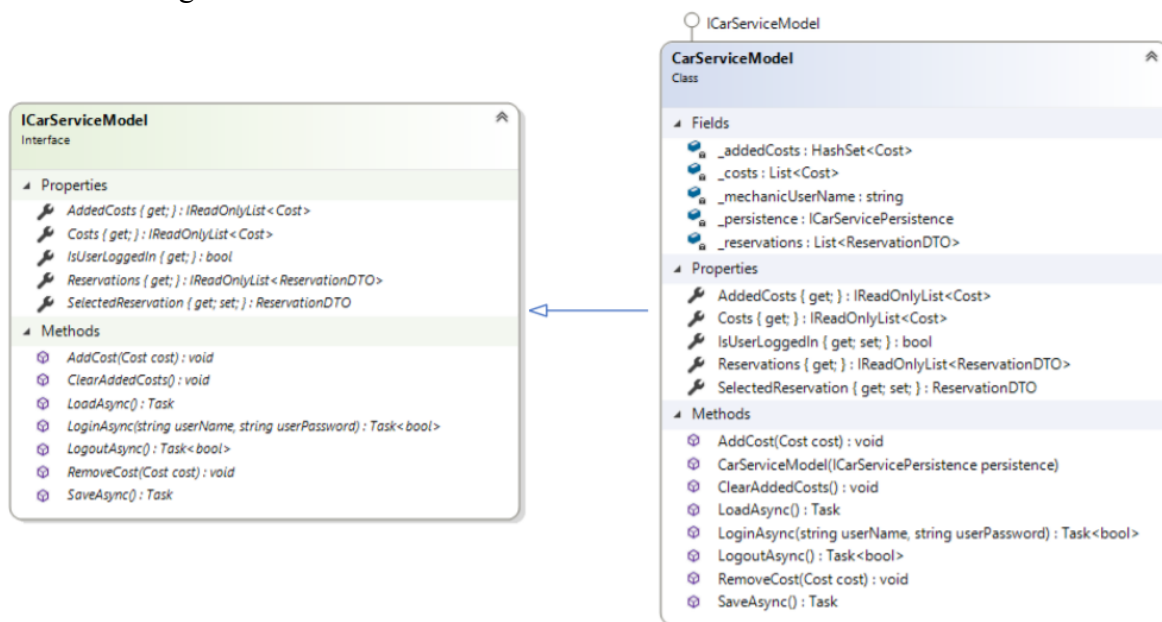 ICarServiceModel
Interface
Properties
AddedCosts { get; } : IReadOnlyList<Cost>
Costs { get; } : IReadOnlyList<Cost>
IsUserLoggedIn { get; } : bool
Reservations { get; } : IReadOnlyList<ReservationDTO>
SelectedReservation { get; set; } : ReservationDTO
Methods
AddCost(Cost cost) : void
ClearAddedCosts() : void
LoadAsync() : Task
LoginAsync(string userName, string userPassword) : Task<bool>
LogoutAsync() : Task<bool>
RemoveCost(Cost cost) : void
SaveAsync() : Task
ICarServiceModel
CarServiceModel
Class
Fields
_addedCosts : HashSet<Cost>
_costs : List<Cost>
_mechanicUserName : string
_persistence : ICarServicePersistence
_reservations : List<ReservationDTO>
Properties
AddedCosts { get; } : IReadOnlyList<Cost>
Costs { get; } : IReadOnlyList<Cost>
IsUserLoggedIn { get; set; } : bool
Reservations { get; } : IReadOnlyList<ReservationDTO>
SelectedReservation { get; set; } : ReservationDTO
Methods
AddCost(Cost cost) : void
CarServiceModel(ICarServicePersistence persistence)
ClearAddedCosts() : void
LoadAsync() : Task
LoginAsync(string userName, string userPassword) : Task<bool>
LogoutAsync() : Task<bool>
RemoveCost(Cost cost) : void
SaveAsync() : Task